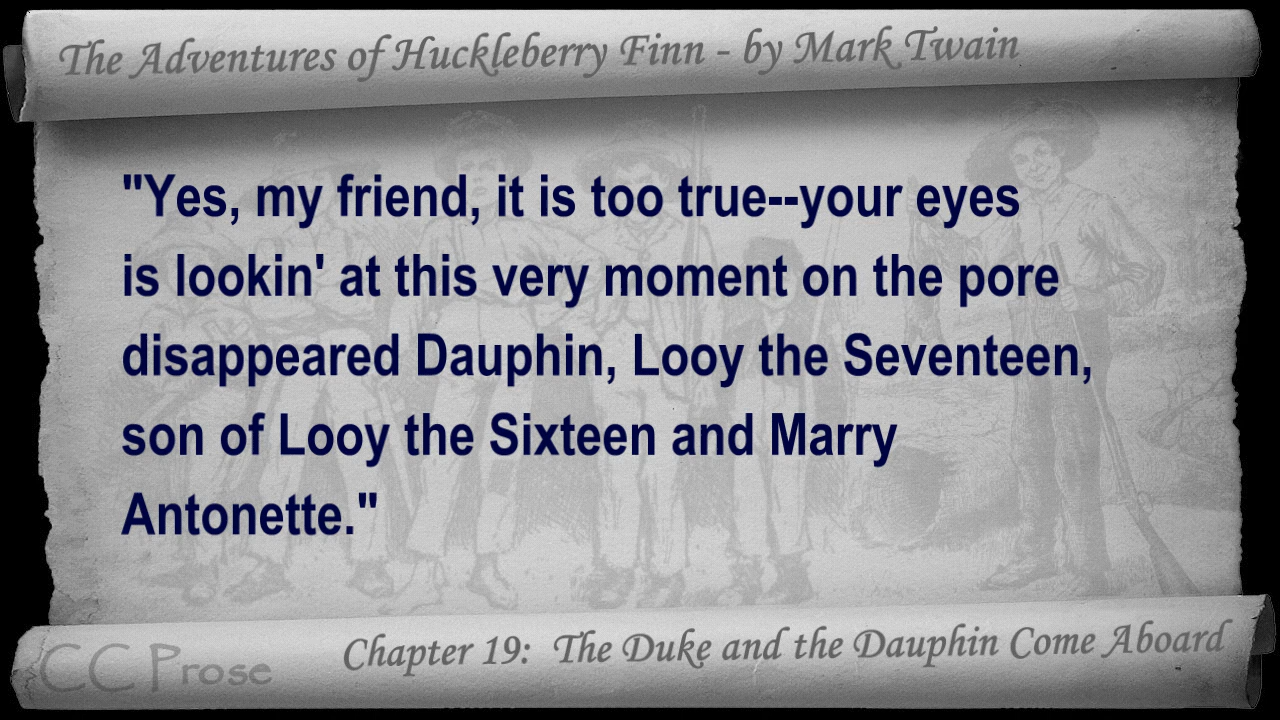 The Adventures of Huckleberry Finn - by Mark Twain
"Yes, my friend, it is too true--your eyes
is lookin' at this very moment on the pore
disappeared Dauphin, Looy the Seventeen,
son of Looy the Sixteen and Marry
Antonette."
Chapter 19:  The Duke and the Dauphin Come Aboard
CC Prose